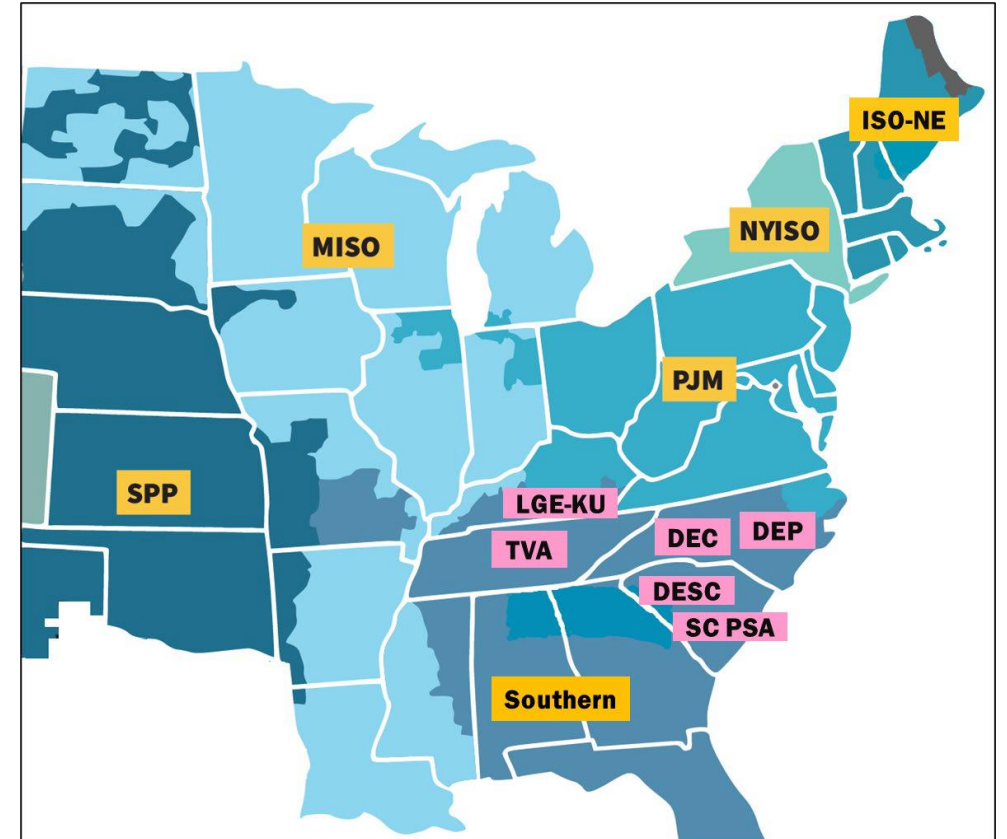 ISO-NE
NYISO
MISO
PJM
SPP
LGE-KU
TVA
DEC
DEP
DESC
SC PSA
Southern